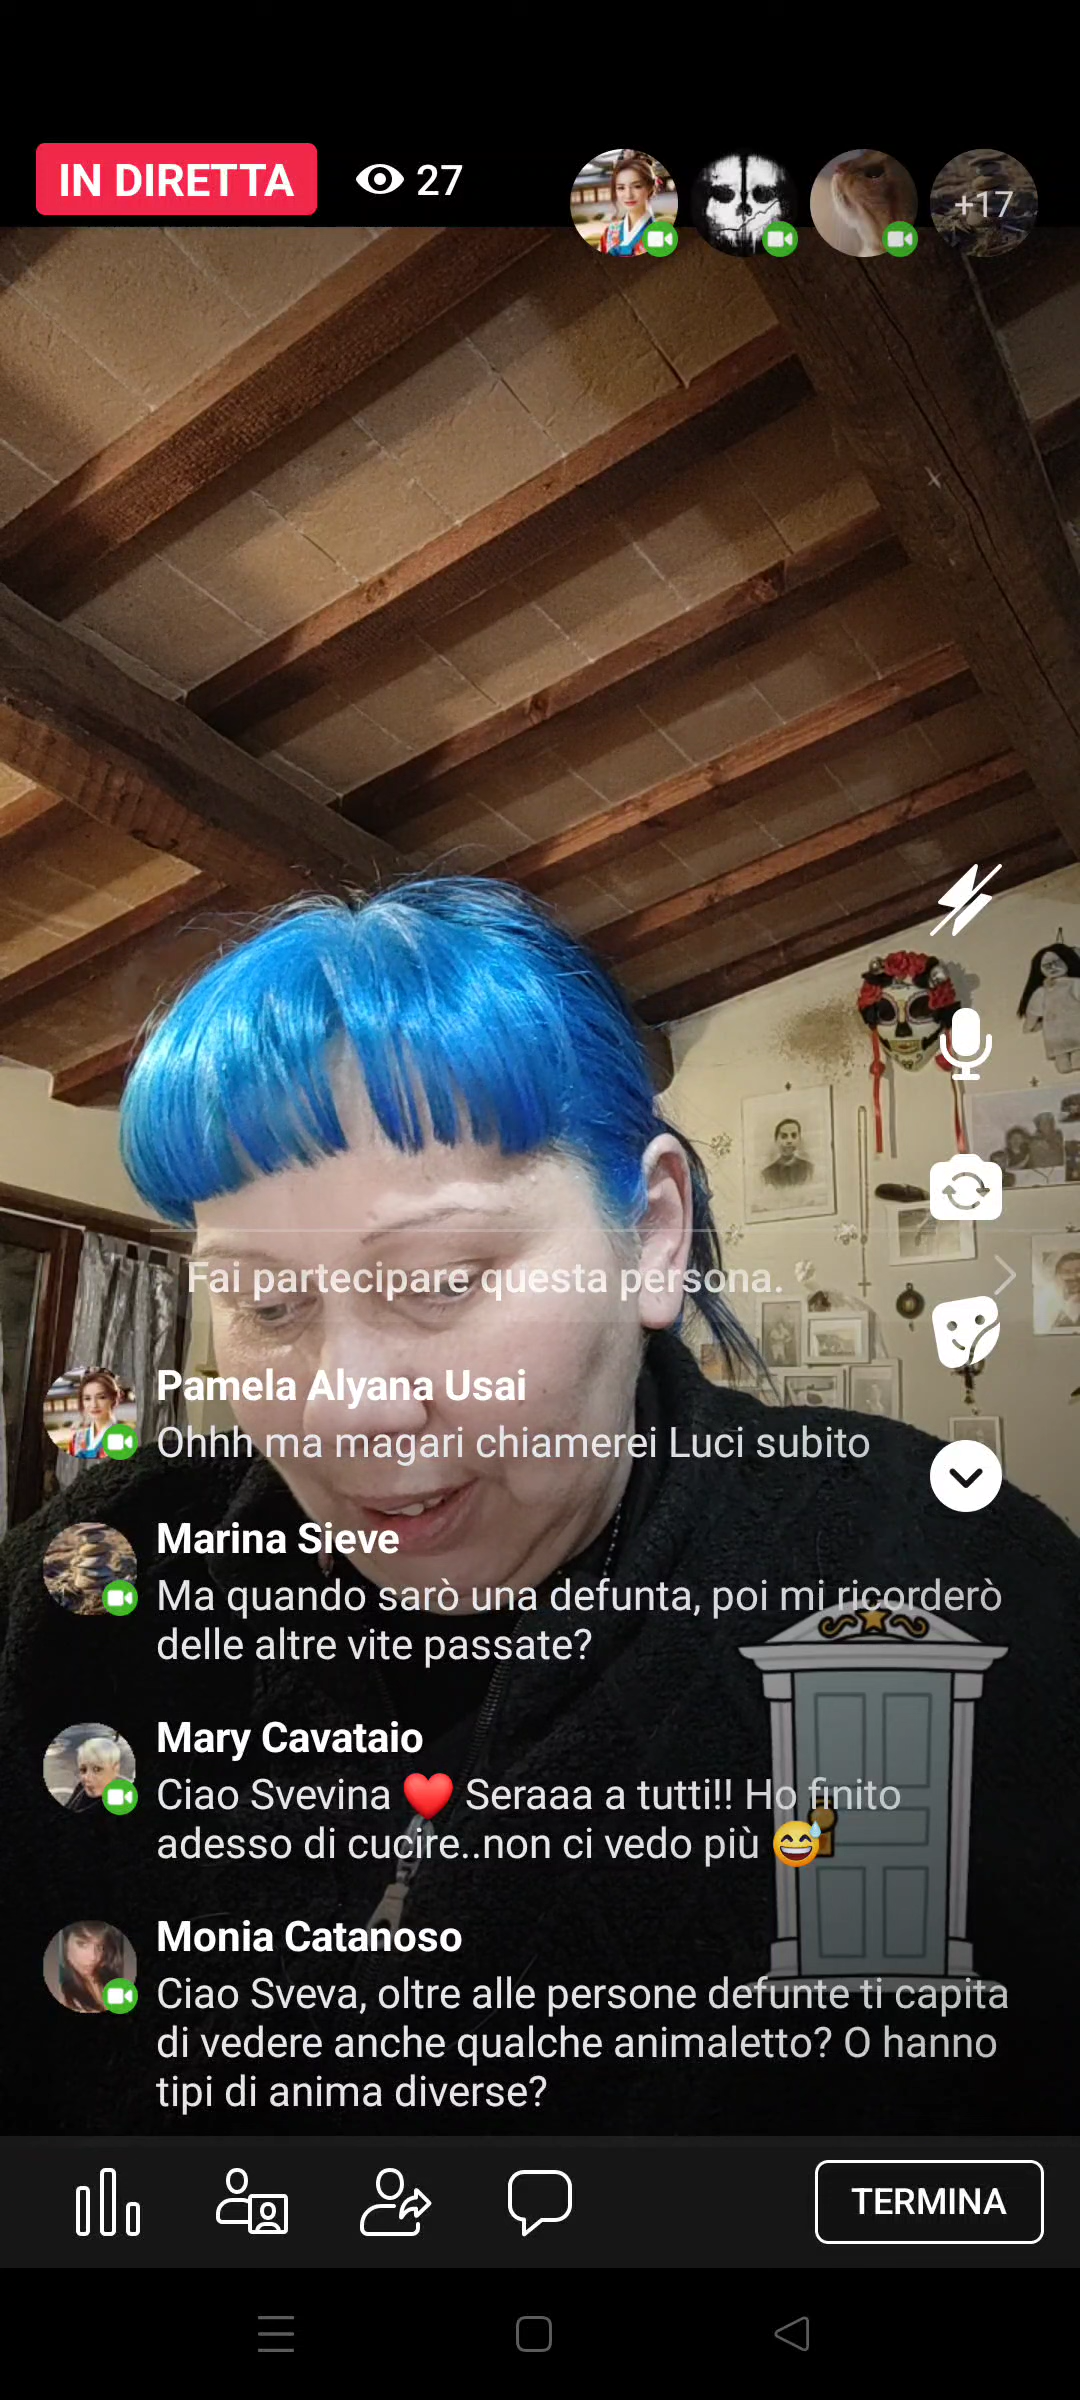 IN DIRETTA
27
+17
Fai partecipare questa persona.
Pamela Alyana Usai
Ohhh ma magari chiamerei Luci subito
Marina Sieve
Ma quando sarò una defunta, poi mi ricorderò
delle altre vite passate?
Mary Cavataio
Ciao Svevina ❤️ Seraaa a tutti!! Ho finito
adesso di cucire..non ci vedo più 😅
Monia Catanoso
Ciao Sveva, oltre alle persone defunte ti capita
di vedere anche qualche animaletto? O hanno
tipi di anima diverse?
TERMINA